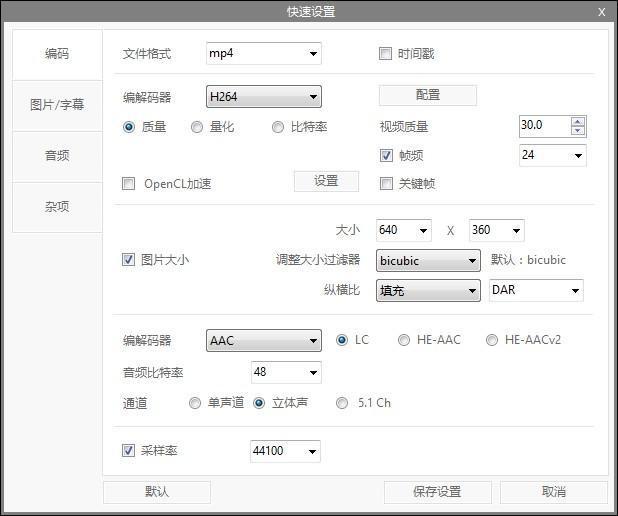 快速设置 X
编码
图片/字幕
音频
杂项
文件格式 mp4 时间戳
编解码器 H264 配置
质量 量化 比特率 视频质量 30.0
帧频 24
OpenCL加速 设置 关键帧
大小 640 X 360
图片大小 调整大小过滤器 bicubic 默认：bicubic
纵横比 填充 DAR
编解码器 AAC LC HE-AAC HE-AACv2
音频比特率 48
通道 单声道 立体声 5.1 Ch
采样率 44100
默认 保存设置 取消